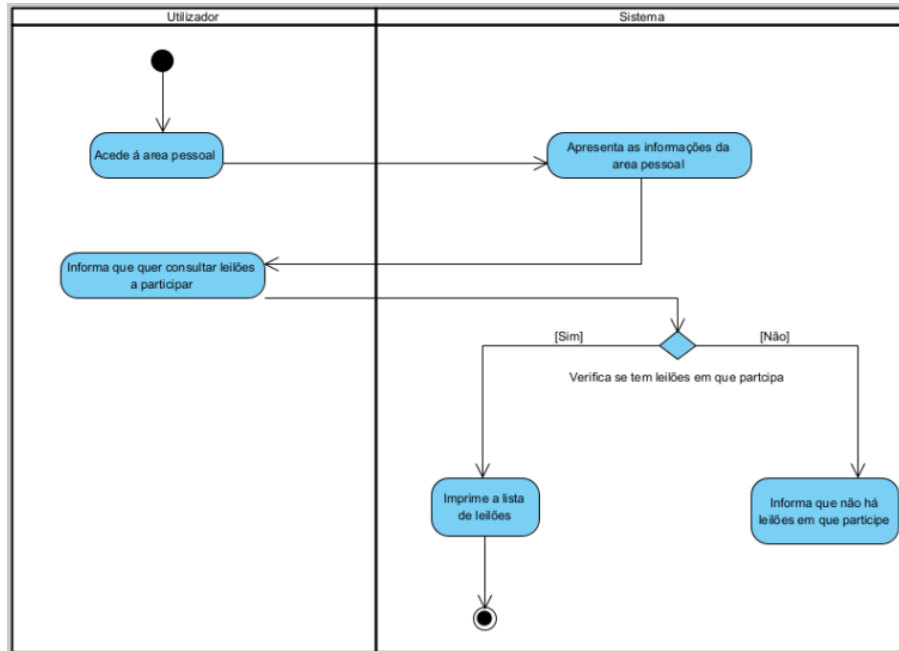 Utilizador
Sistema
Acede á area pessoal
Apresenta as informações da
area pessoal
Informa que quer consultar leilões
a participar
[Sim]
[Não]
Verifica se tem leilões em que partcipa
Imprime a lista
de leilões
Informa que não há
leilões em que participe